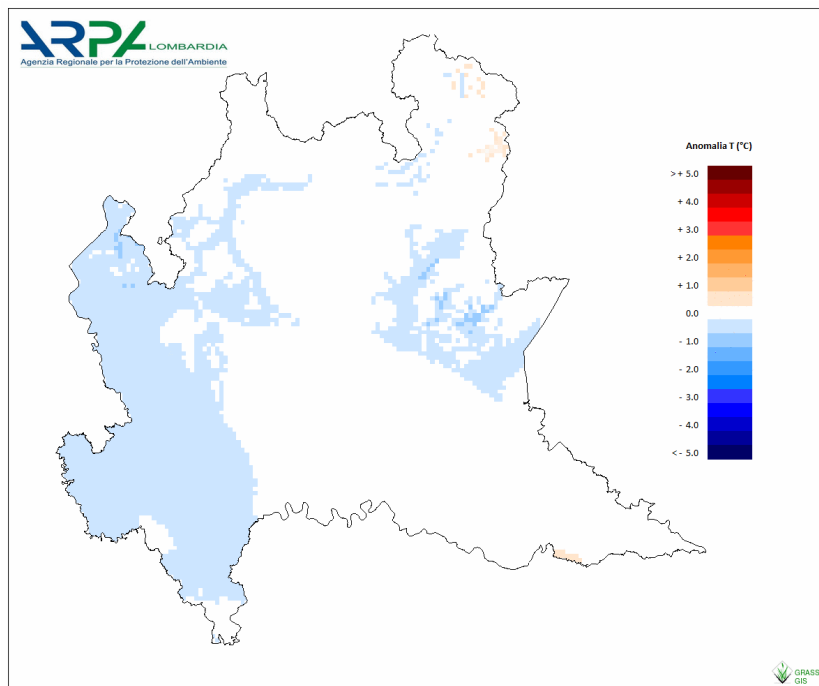 ARPA LOMBARDIA
Agenzia Regionale per la Protezione dell'Ambiente
Anomalia T (°C)
> + 5.0
+ 4.0
+ 3.0
+ 2.0
+ 1.0
0.0
- 1.0
- 2.0
- 3.0
- 4.0
< - 5.0
GRASS
GIS